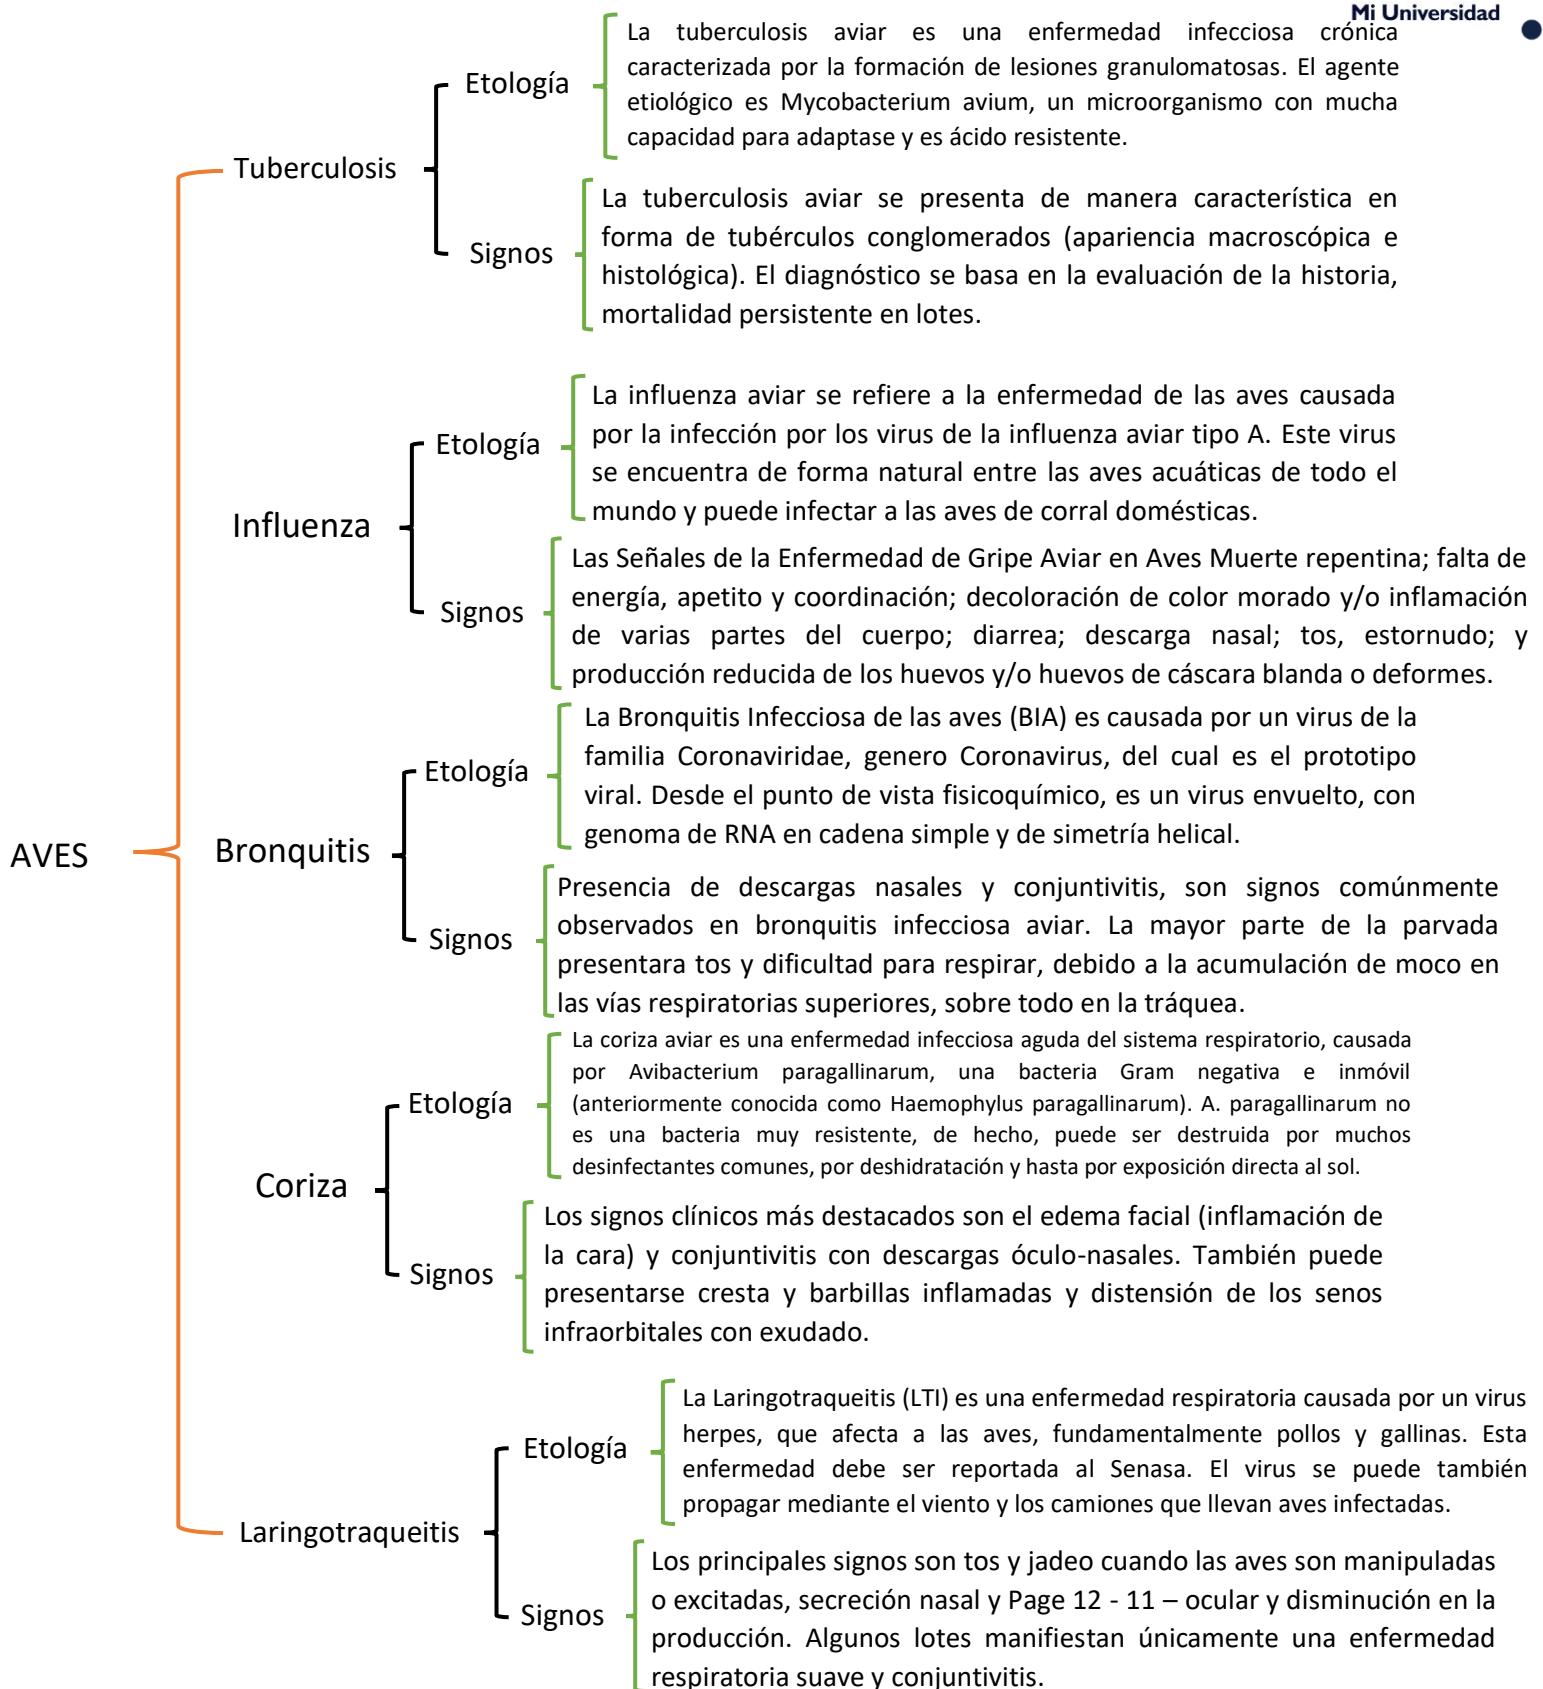 Mi Universidad
AVES
Tuberculosis
Etología
La tuberculosis aviar es una enfermedad infecciosa crónica
caracterizada por la formación de lesiones granulomatosas. El agente
etiológico es Mycobacterium avium, un microorganismo con mucha
capacidad para adaptase y es ácido resistente.
Signos
La tuberculosis aviar se presenta de manera característica en
forma de tubérculos conglomerados (apariencia macroscópica e
histológica). El diagnóstico se basa en la evaluación de la historia,
mortalidad persistente en lotes.
Influenza
Etología
La influenza aviar se refiere a la enfermedad de las aves causada
por la infección por los virus de la influenza aviar tipo A. Este virus
se encuentra de forma natural entre las aves acuáticas de todo el
mundo y puede infectar a las aves de corral domésticas.
Signos
Las Señales de la Enfermedad de Gripe Aviar en Aves Muerte repentina; falta de
energía, apetito y coordinación; decoloración de color morado y/o inflamación
de varias partes del cuerpo; diarrea; descarga nasal; tos, estornudo; y
producción reducida de los huevos y/o huevos de cáscara blanda o deformes.
Bronquitis
Etología
La Bronquitis Infecciosa de las aves (BIA) es causada por un virus de la
familia Coronaviridae, genero Coronavirus, del cual es el prototipo
viral. Desde el punto de vista fisicoquímico, es un virus envuelto, con
genoma de RNA en cadena simple y de simetría helical.
Signos
Presencia de descargas nasales y conjuntivitis, son signos comúnmente
observados en bronquitis infecciosa aviar. La mayor parte de la parvada
presentara tos y dificultad para respirar, debido a la acumulación de moco en
las vías respiratorias superiores, sobre todo en la tráquea.
Coriza
Etología
La coriza aviar es una enfermedad infecciosa aguda del sistema respiratorio, causada
por Avibacterium paragallinarum, una bacteria Gram negativa e inmóvil
(anteriormente conocida como Haemophylus paragallinarum). A. paragallinarum no
es una bacteria muy resistente, de hecho, puede ser destruida por muchos
desinfectantes comunes, por deshidratación y hasta por exposición directa al sol.
Signos
Los signos clínicos más destacados son el edema facial (inflamación de
la cara) y conjuntivitis con descargas óculo-nasales. También puede
presentarse cresta y barbillas inflamadas y distensión de los senos
infraorbitales con exudado.
Laringotraqueitis
Etología
La Laringotraqueitis (LTI) es una enfermedad respiratoria causada por un virus
herpes, que afecta a las aves, fundamentalmente pollos y gallinas. Esta
enfermedad debe ser reportada al Senasa. El virus se puede también
propagar mediante el viento y los camiones que llevan aves infectadas.
Signos
Los principales signos son tos y jadeo cuando las aves son manipuladas
o excitadas, secreción nasal y Page 12 - 11 – ocular y disminución en la
producción. Algunos lotes manifiestan únicamente una enfermedad
respiratoria suave y conjuntivitis.